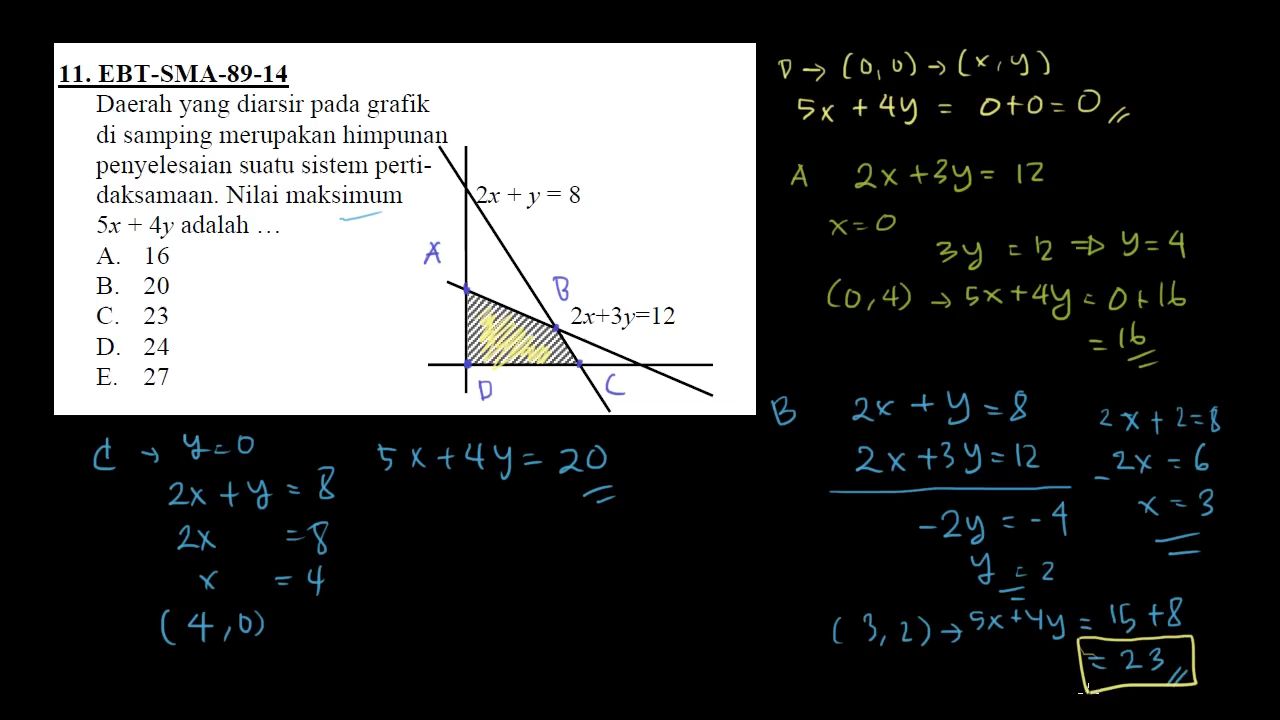 11. EBT-SMA-89-14
Daerah yang diarsir pada grafik
di samping merupakan himpunan
penyelesaian suatu sistem perti-
daksamaan. Nilai maksimum
5x + 4y adalah …
A. 16
B. 20
C. 23
D. 24
E. 27
2x + y = 8
A
B
2x+3y=12
D
C
D → (0, 0) → (x, y)
5x + 4y = 0+0 = 0
A 2x + 3y = 12
x = 0
3y = 12 ⇒ y = 4
(0, 4) → 5x + 4y = 0 + 16
= 16
B 2x + y = 8
2x + 3y = 12
-2y = -4
y = 2
2x + 2 = 8
2x = 6
x = 3
(3, 2) → 5x + 4y = 15 + 8
= 23
C → y = 0
2x + y = 8
2x = 8
x = 4
(4, 0)
5x + 4y = 20